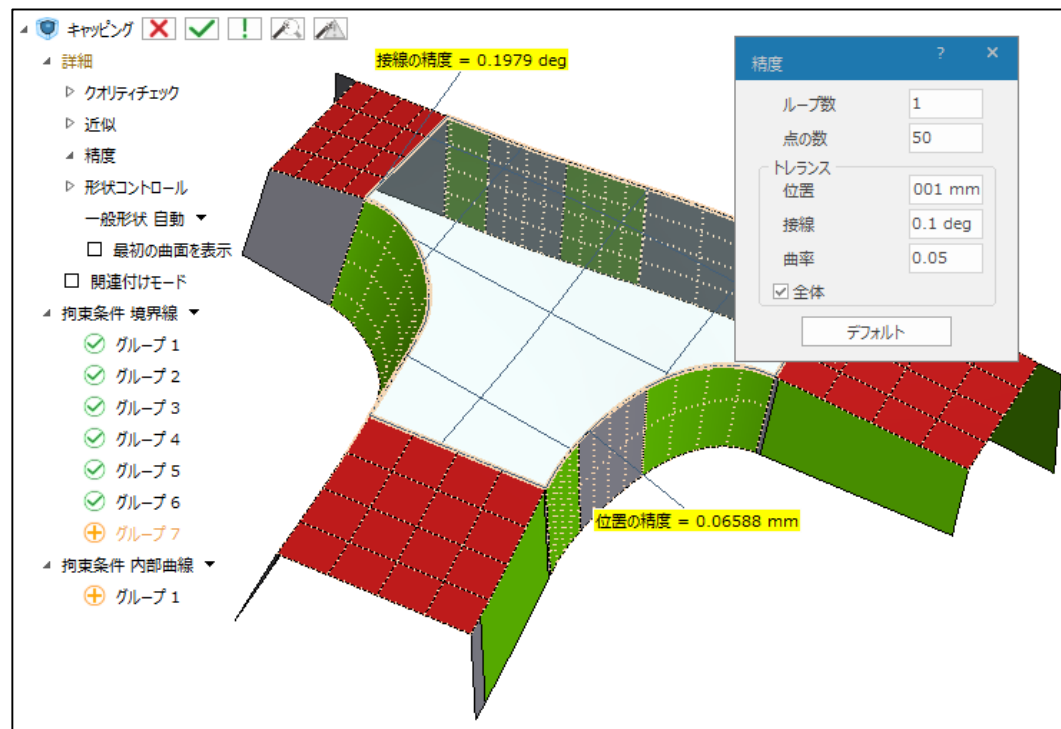 キャッピング
詳細
クオリティチェック
近似
精度
形状コントロール
一般形状 自動
最初の曲面を表示
関連付けモード
拘束条件 境界線
グループ 1
グループ 2
グループ 3
グループ 4
グループ 5
グループ 6
グループ 7
拘束条件 内部曲線
グループ 1
接線の精度 = 0.1979 deg
位置の精度 = 0.06588 mm
精度 ? ×
ループ数 1
点の数 50
トレランス
位置 001 mm
接線 0.1 deg
曲率 0.05
全体
デフォルト